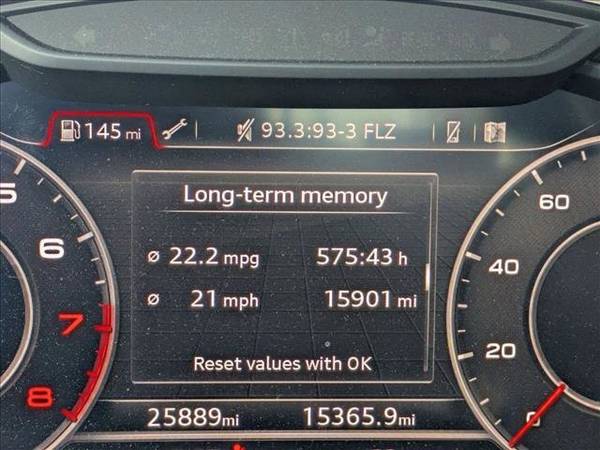 145 mi 93.3:93-3 FLZ
Long-term memory
ø 22.2 mpg 575:43 h
ø 21 mph 15901 mi
Reset values with OK
25889mi 15365.9mi
5
6
7
8
60
40
20
0